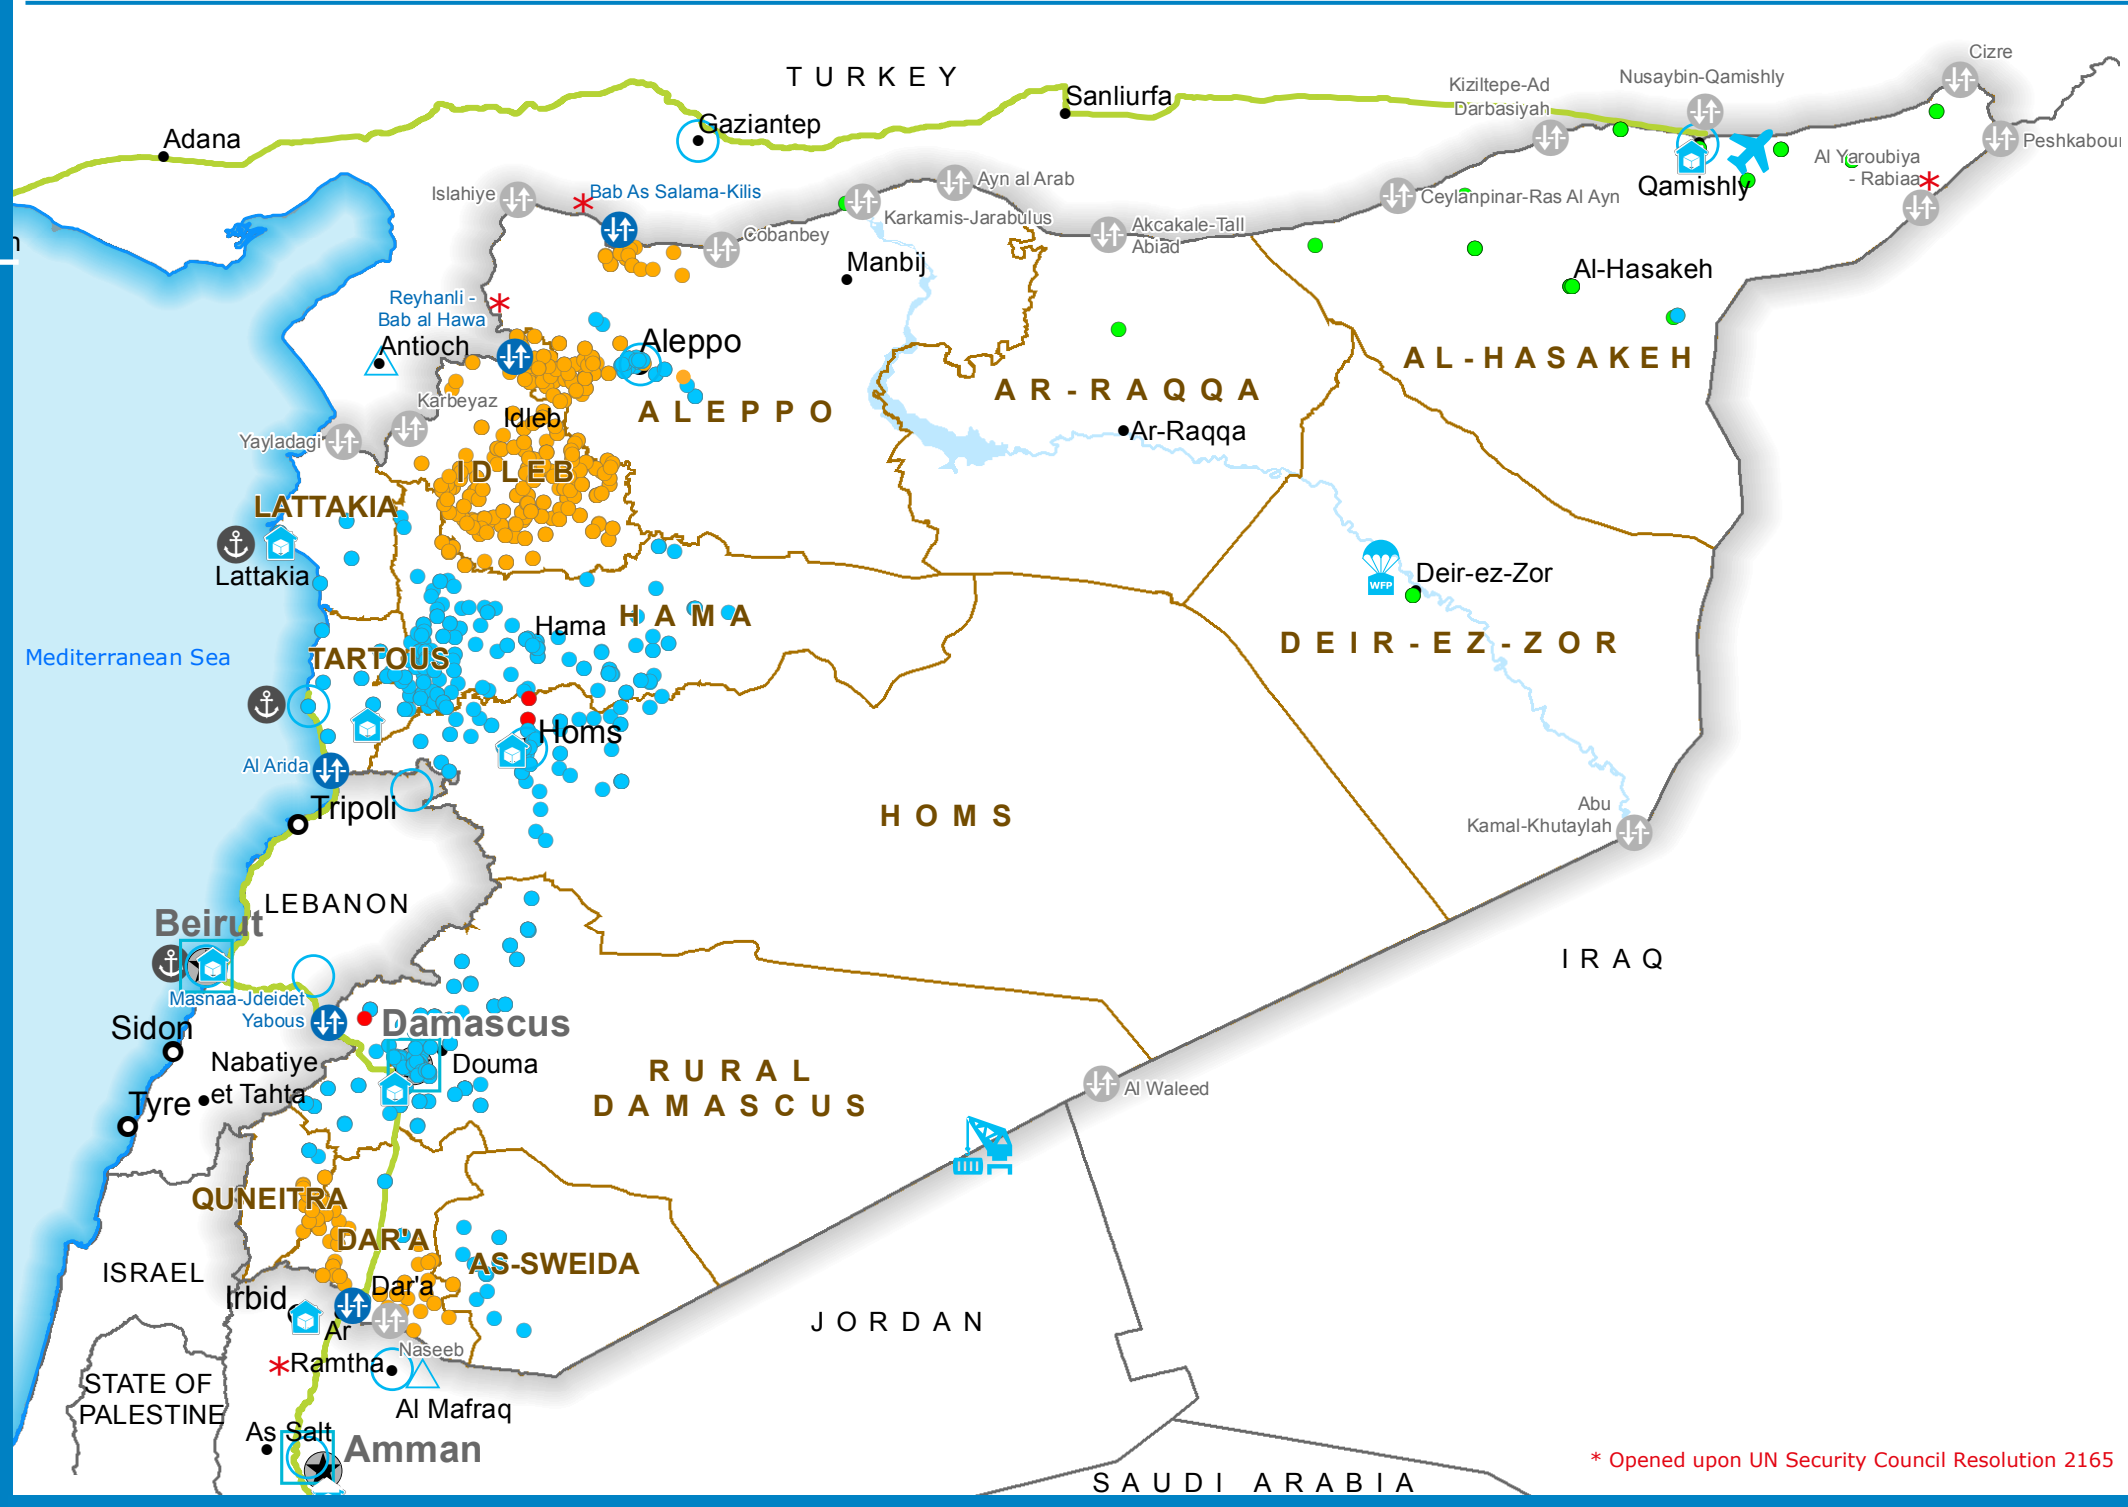 Cizre
TURKEY
Kiziltepe-Ad
Darbasiyah
Nusaybin-Qamishly
Sanliurfa
Gaziantep
Adana
Peshkabour
Al Yaroubiya
- Rabiaa*
Qamishly
Islahiye
* Bab As Salama-Kilis
Ayn al Arab
Ceylanpinar-Ras Al Ayn
Karkamis-Jarabulus
Akcakale-Tall
Abiad
Cobanbey
n
Manbij
Al-Hasakeh
Reyhanli -
Bab al Hawa
*
Antioch
Aleppo
AL-HASAKEH
AR-RAQQA
Karbeyaz
ALEPPO
Idleb
Ar-Raqqa
Yayladagi
IDLEB
LATTAKIA
Lattakia
WFP
Deir-ez-Zor
HAMA
Hama
DEIR-EZ-ZOR
Mediterranean Sea
TARTOUS
Homs
Al Arida
Tripoli
HOMS
Abu
Kamal-Khutaylah
LEBANON
Beirut
IRAQ
Masnaa-Jdeidet
Yabous
Damascus
Sidon
Douma
Nabatiye
et Tahta
RURAL
DAMASCUS
Al Waleed
Tyre
QUNEITRA
DAR'A
AS-SWEIDA
ISRAEL
Dar'a
Irbid
Ar
* Ramtha
Naseeb
JORDAN
STATE OF
PALESTINE
Al Mafraq
As Salt
Amman
* Opened upon UN Security Council Resolution 2165
SAUDI ARABIA